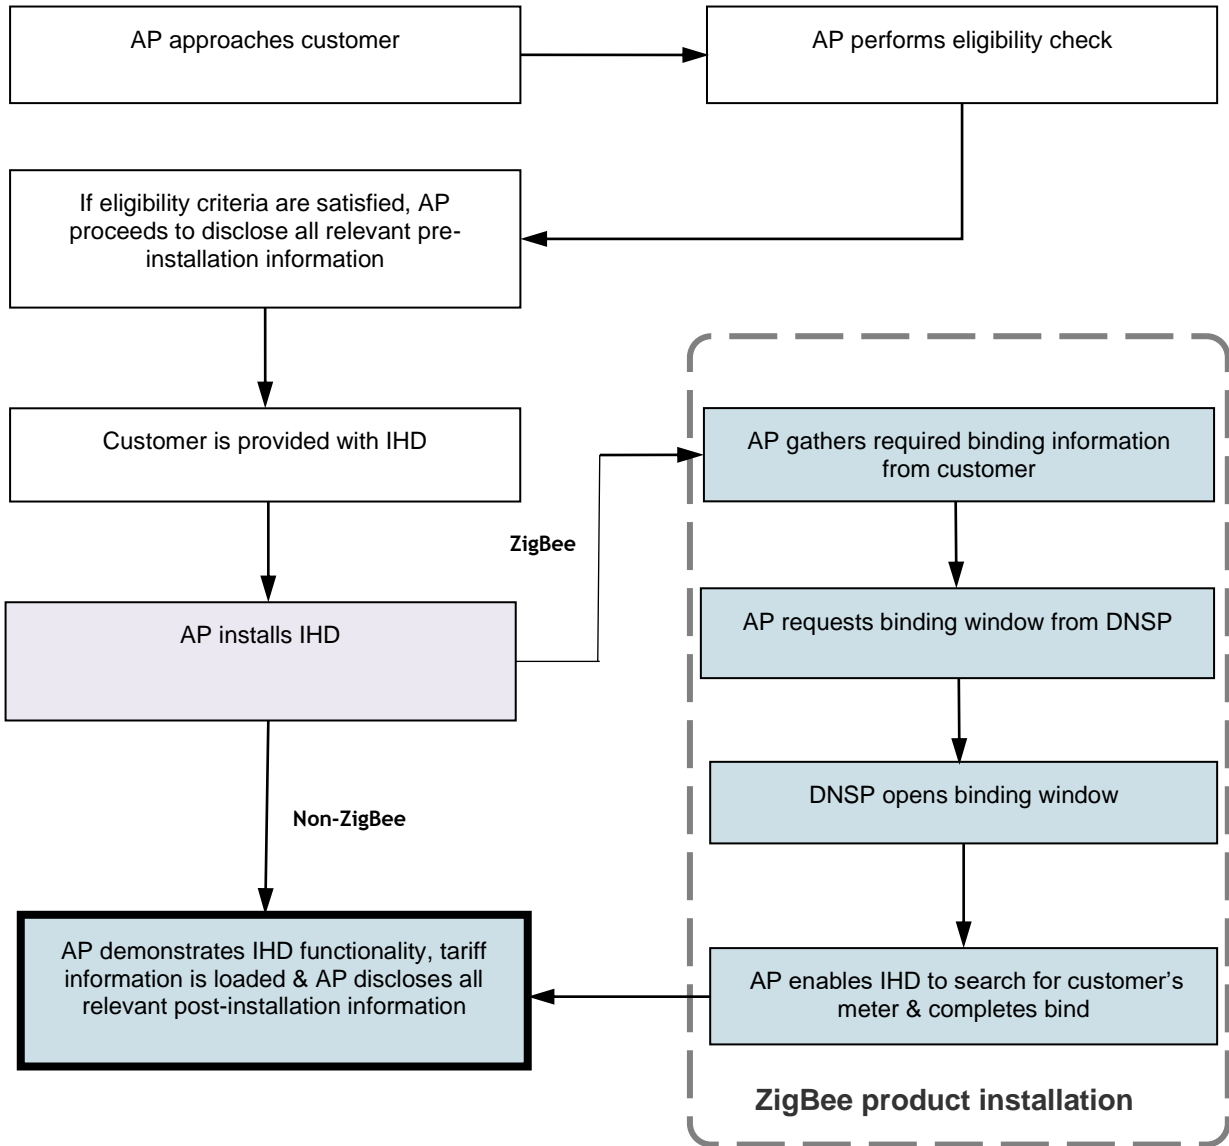 AP approaches customer
AP performs eligibility check
If eligibility criteria are satisfied, AP
proceeds to disclose all relevant pre-
installation information
Customer is provided with IHD
ZigBee
AP installs IHD
Non-ZigBee
AP gathers required binding information
from customer
AP requests binding window from DNSP
DNSP opens binding window
AP enables IHD to search for customer’s
meter & completes bind
ZigBee product installation
AP demonstrates IHD functionality, tariff
information is loaded & AP discloses all
relevant post-installation information